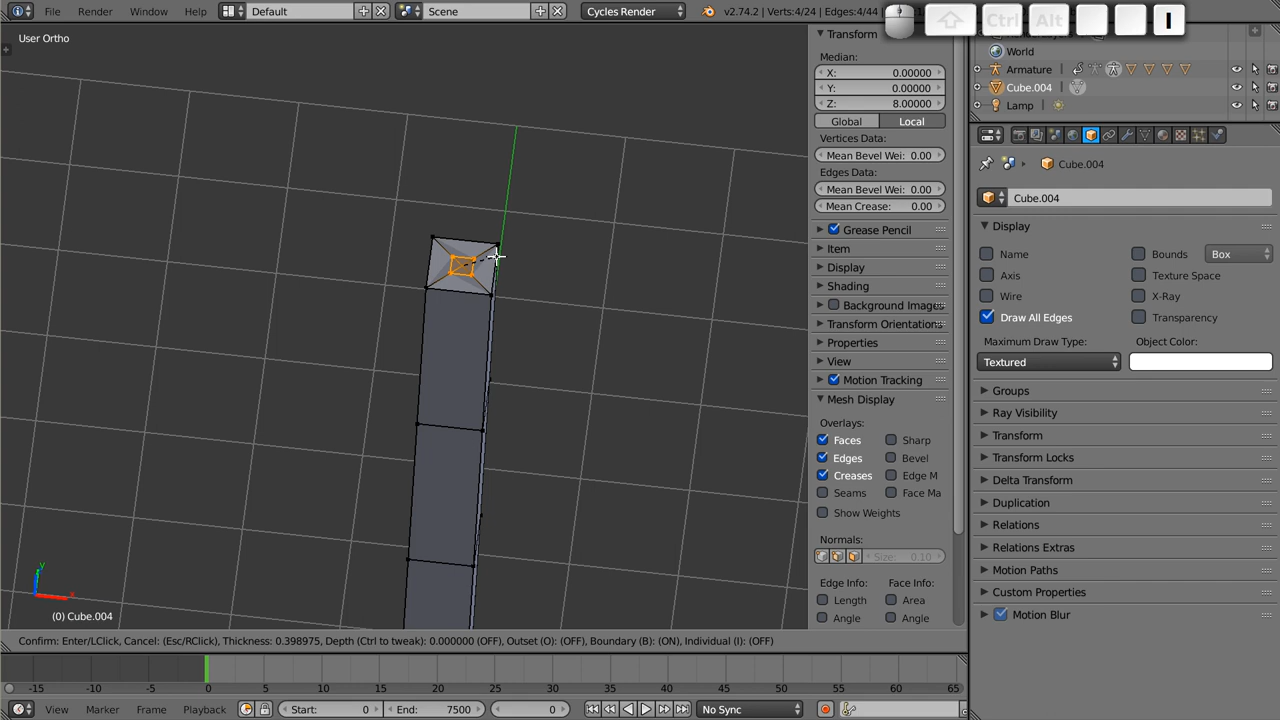 File Render Window Help Default Scene Cycles Render v2.74.2 | Verts:4/24 | Edges:4/44
Ctrl Alt I
User Ortho
Transform
Median:
X: 0.00000
Y: 0.00000
Z: 8.00000
Global Local
Vertices Data:
Mean Bevel Wei: 0.00
Edges Data:
Mean Bevel Wei: 0.00
Mean Crease: 0.00
Grease Pencil
Item
Display
Shading
Background Images
Transform Orientations
Properties
View
Motion Tracking
Mesh Display
Overlays:
Faces Sharp
Edges Bevel
Creases Edge M
Seams Face Ma
Show Weights
Normals:
Size: 0.10
Edge Info: Face Info:
Length Area
Angle Angle
World
Armature
Cube.004
Lamp
Cube.004
Cube.004
Display
Name Bounds Box
Axis Texture Space
Wire X-Ray
Draw All Edges Transparency
Maximum Draw Type: Object Color:
Textured
Groups
Ray Visibility
Transform
Transform Locks
Delta Transform
Duplication
Relations
Relations Extras
Motion Paths
Custom Properties
Motion Blur
y
x
(0) Cube.004
Confirm: Enter/LClick, Cancel: (Esc/RClick), Thickness: 0.398975, Depth (Ctrl to tweak): 0.000000 (OFF), Outset (O): (OFF), Boundary (B): (ON), Individual (I): (OFF)
-15 -10 -5 0 5 10 15 20 25 30 35 40 45 50 55 60 65
View Marker Frame Playback Start: 0 End: 7500 0 No Sync